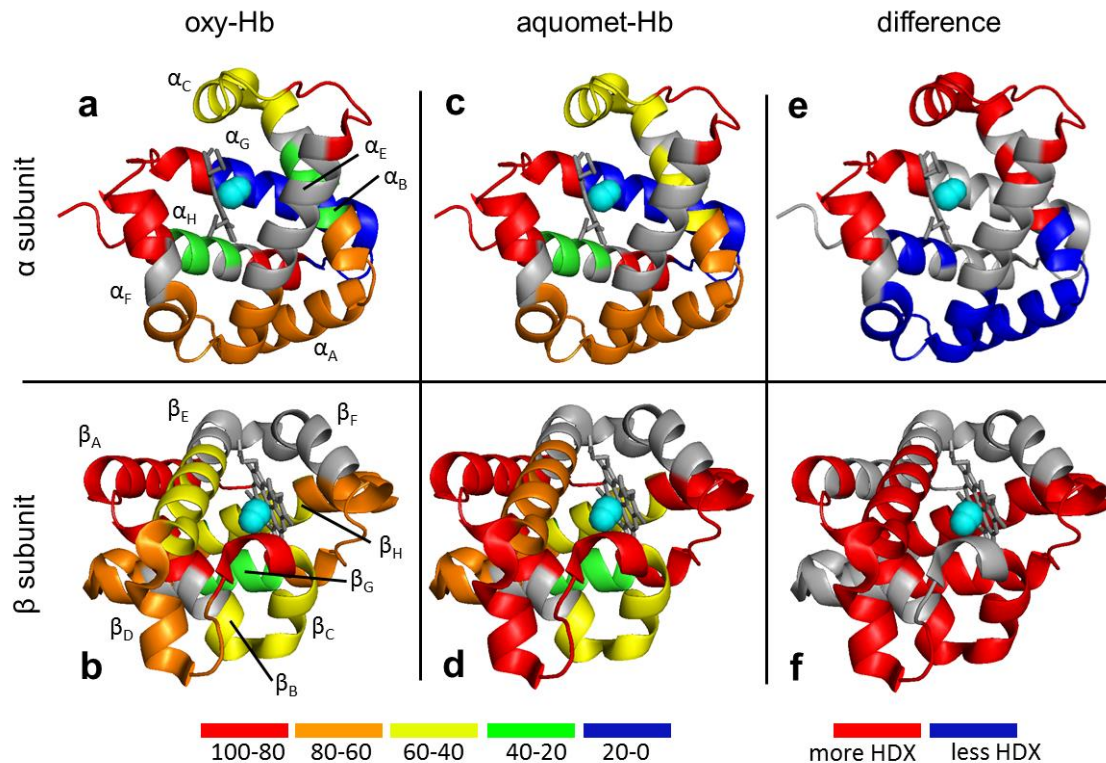 oxy-Hb aquomet-Hb difference
α subunit
a c e
αC
αG
αE
αB
αH
αF
αA
β subunit
βE βF
βA
βH
βG
βD βC
βB
b d f
100-80 80-60 60-40 40-20 20-0 more HDX less HDX